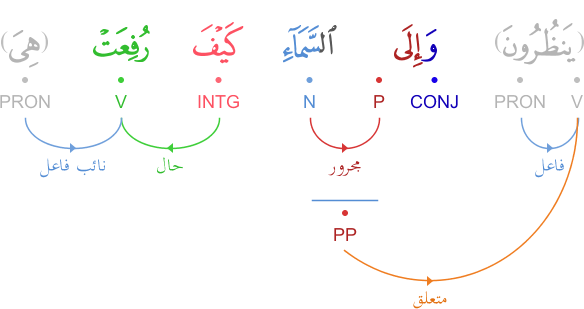 (يَنظُرُونَ) وَإِلَى ٱلسَّمَآءِ كَيْفَ رُفِعَتْ (هِىَ)
V PRON CONJ P N INTG V PRON
فاعل مجرور حال نائب فاعل
PP
متعلق